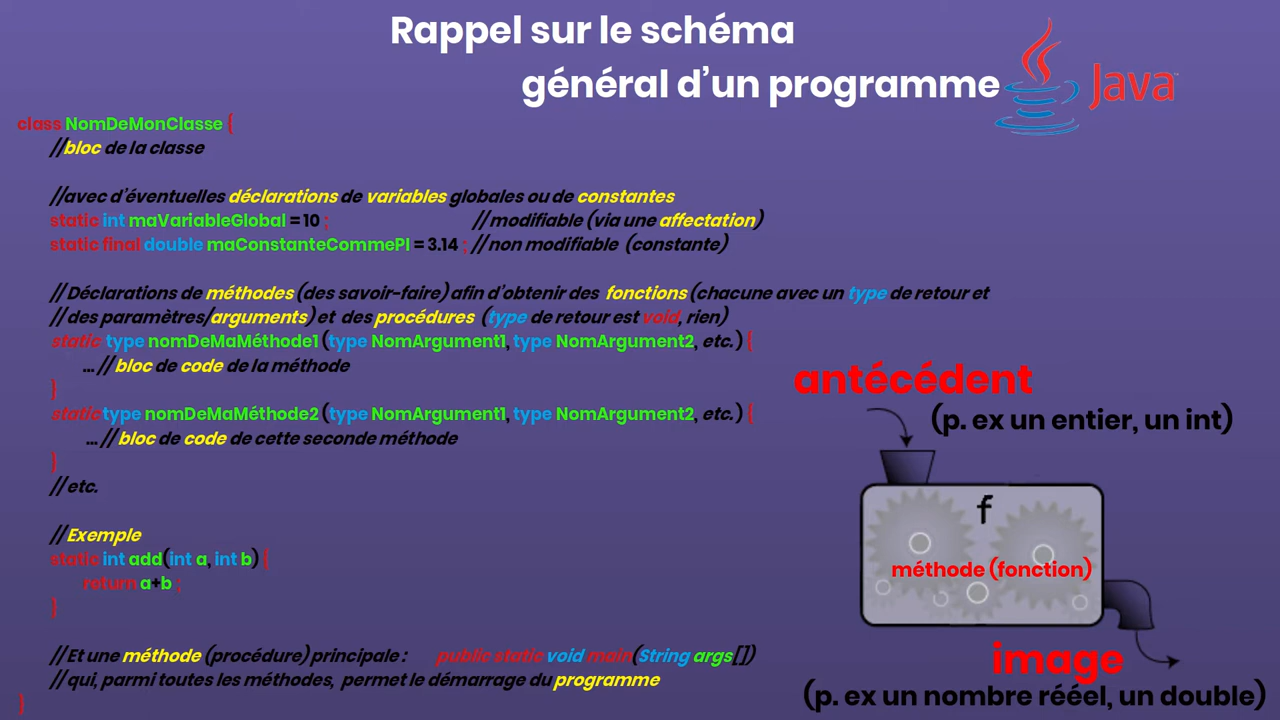 Rappel sur le schéma
général d'un programme
Java
class NomDeMonClasse {
//bloc de la classe
//avec d'éventuelles déclarations de variables globales ou de constantes
static int maVariableGlobal = 10 ; //modifiable (via une affectation)
static final double maConstanteCommePI = 3.14 ; //non modifiable (constante)
//Déclarations de méthodes (des savoir-faire) afin d'obtenir des fonctions (chacune avec un type de retour et
//des paramètres/arguments) et des procédures (type de retour est void, rien)
static type nomDeMaMéthode1 (type NomArgument1, type NomArgument2, etc.) {
... //bloc de code de la méthode
}
static type nomDeMaMéthode2 (type NomArgument1, type NomArgument2, etc.) {
... //bloc de code de cette seconde méthode
}
//etc.
//Exemple
static int add(int a, int b) {
return a+b ;
}
//Et une méthode (procédure) principale : public static void main(String args[])
//qui, parmi toutes les méthodes, permet le démarrage du programme
}
antécédent
(p. ex un entier, un int)
f
méthode (fonction)
image
(p. ex un nombre rééel, un double)